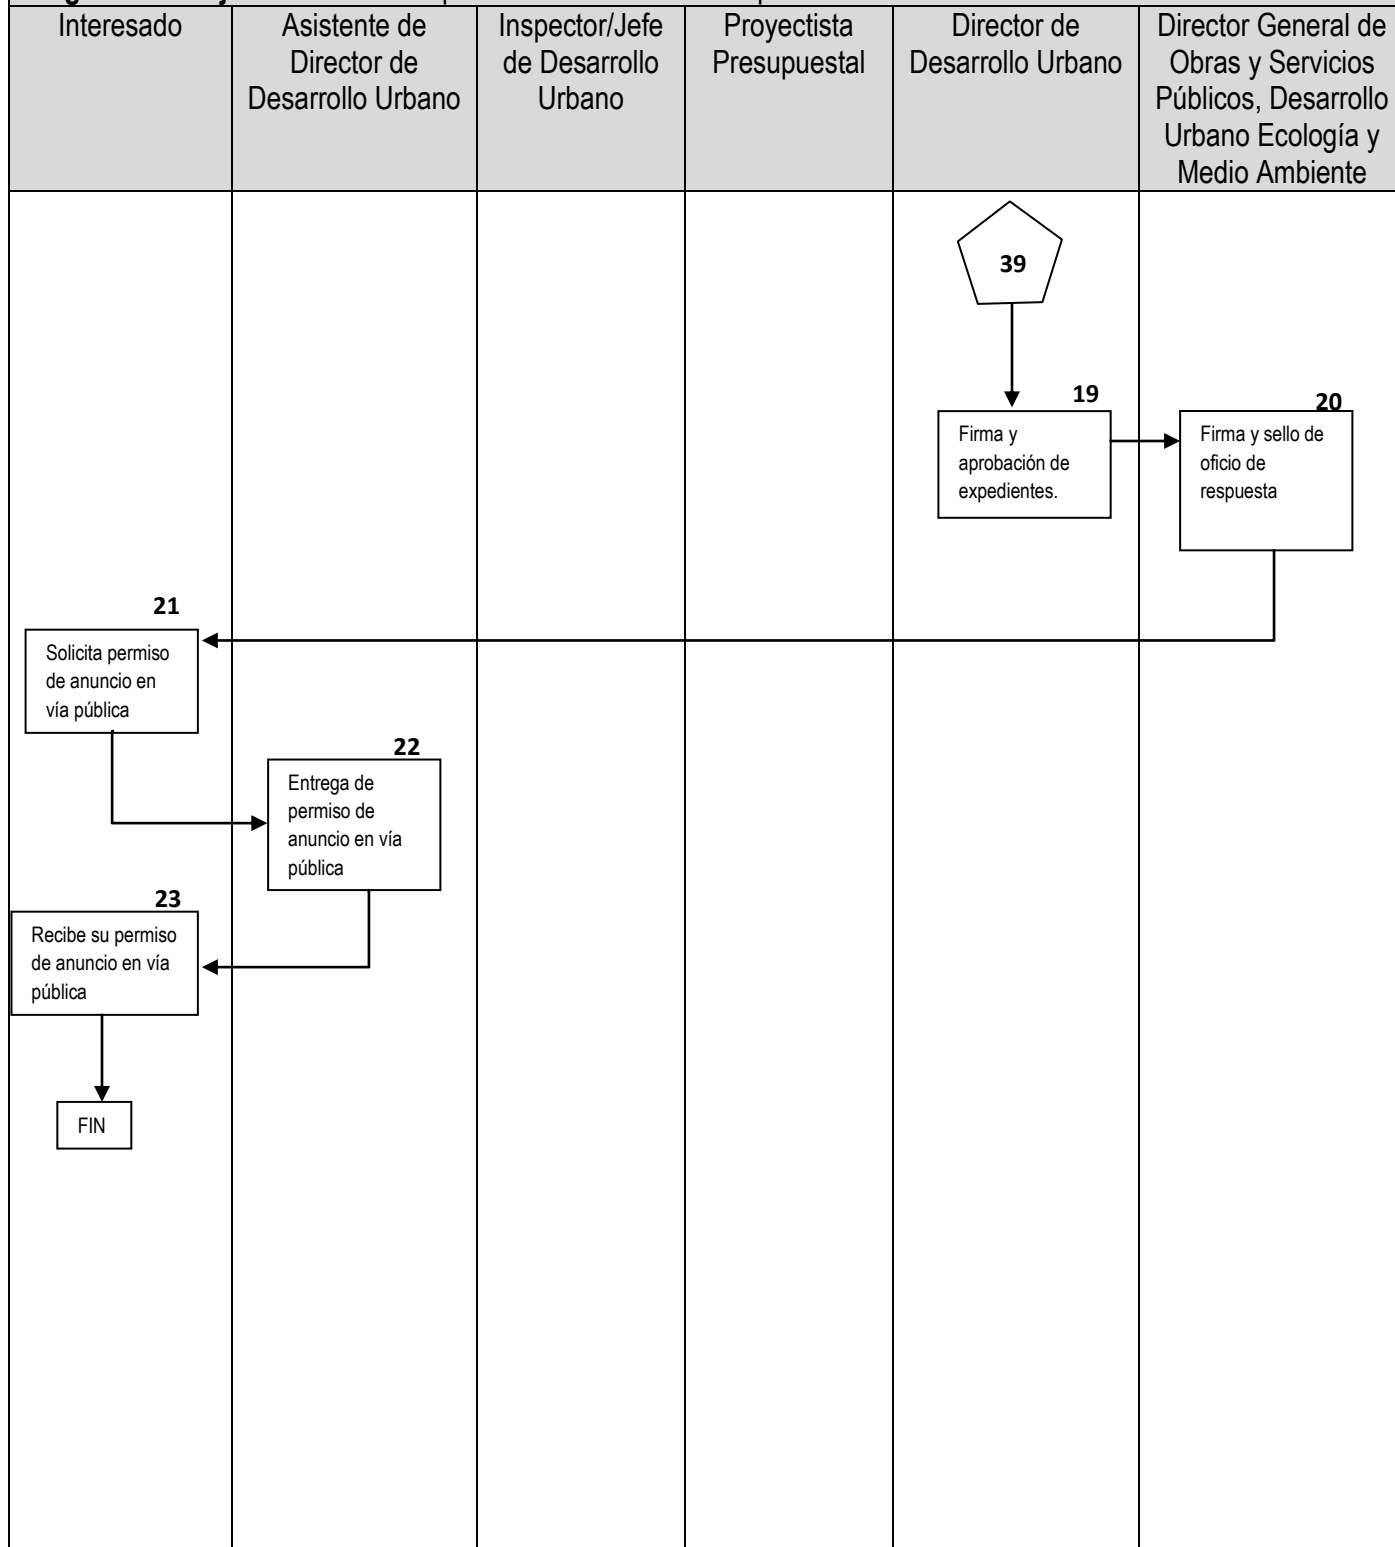 Interesado
Asistente de
Director de
Desarrollo Urbano
Inspector/Jefe
de Desarrollo
Urbano
Proyectista
Presupuestal
Director de
Desarrollo Urbano
Director General de
Obras y Servicios
Públicos, Desarrollo
Urbano Ecología y
Medio Ambiente
39
19
Firma y
aprobación de
expedientes.
20
Firma y sello de
oficio de
respuesta
21
Solicita permiso
de anuncio en
vía pública
22
Entrega de
permiso de
anuncio en vía
pública
23
Recibe su permiso
de anuncio en vía
pública
FIN